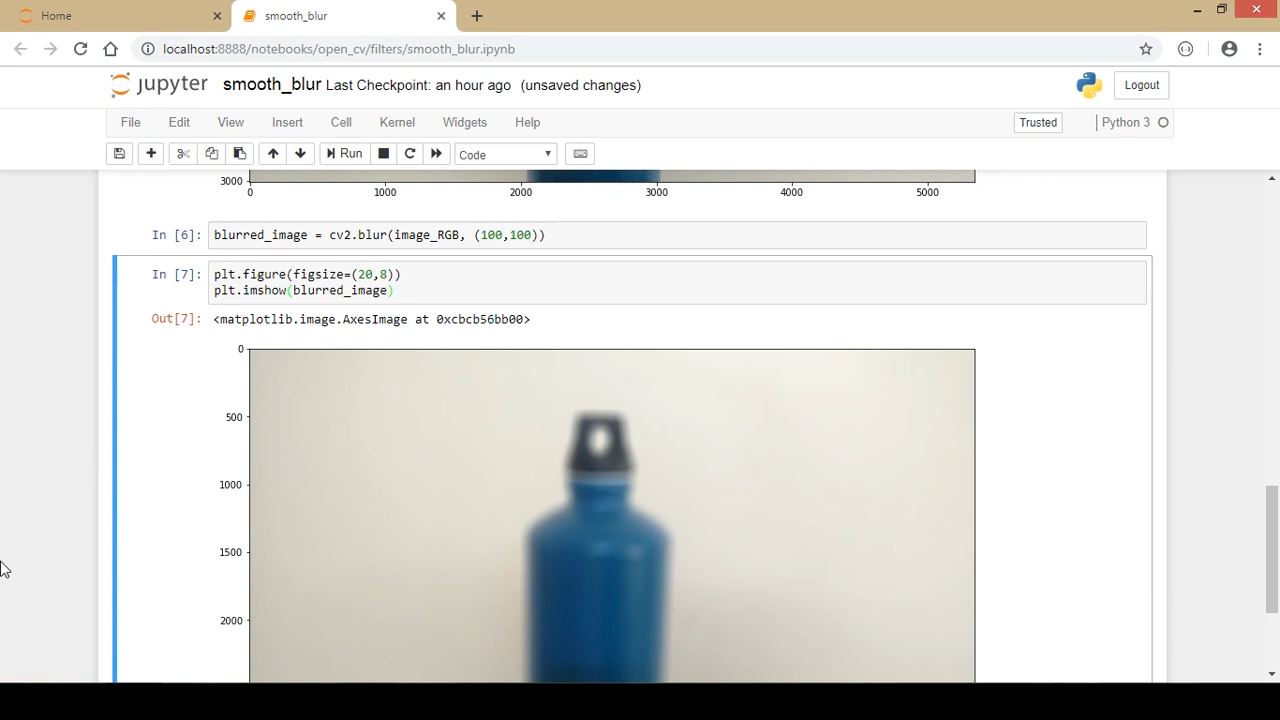 Home
smooth_blur
localhost:8888/notebooks/open_cv/filters/smooth_blur.ipynb
jupyter smooth_blur Last Checkpoint: an hour ago (unsaved changes)
Logout
File Edit View Insert Cell Kernel Widgets Help
Trusted
Python 3
Run
Code
3000
0 1000 2000 3000 4000 5000
In [6]: blurred_image = cv2.blur(image_RGB, (100,100))
In [7]: plt.figure(figsize=(20,8))
plt.imshow(blurred_image)
Out[7]: <matplotlib.image.AxesImage at 0xcbcb56bb00>
0
500
1000
1500
2000